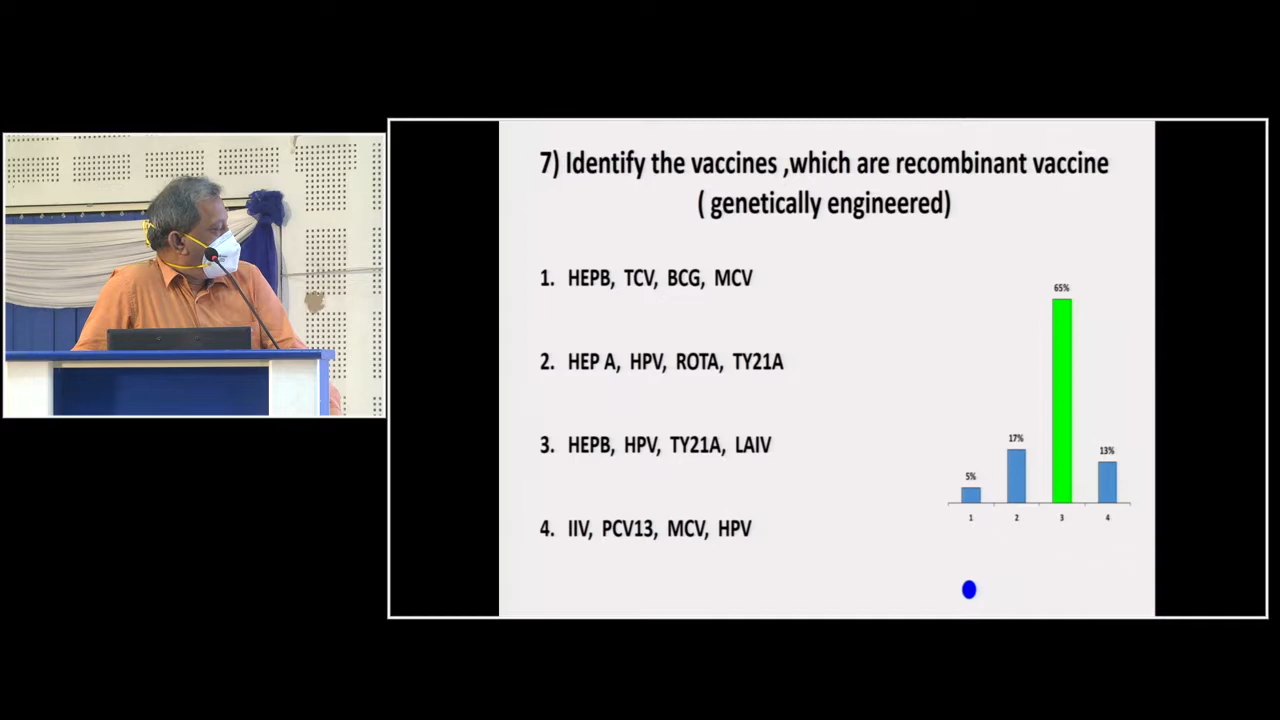 7) Identify the vaccines ,which are recombinant vaccine
( genetically engineered)
1. HEPB, TCV, BCG, MCV
2. HEP A, HPV, ROTA, TY21A
3. HEPB, HPV, TY21A, LAIV
4. IIV, PCV13, MCV, HPV
5%
17%
65%
13%
1 2 3 4